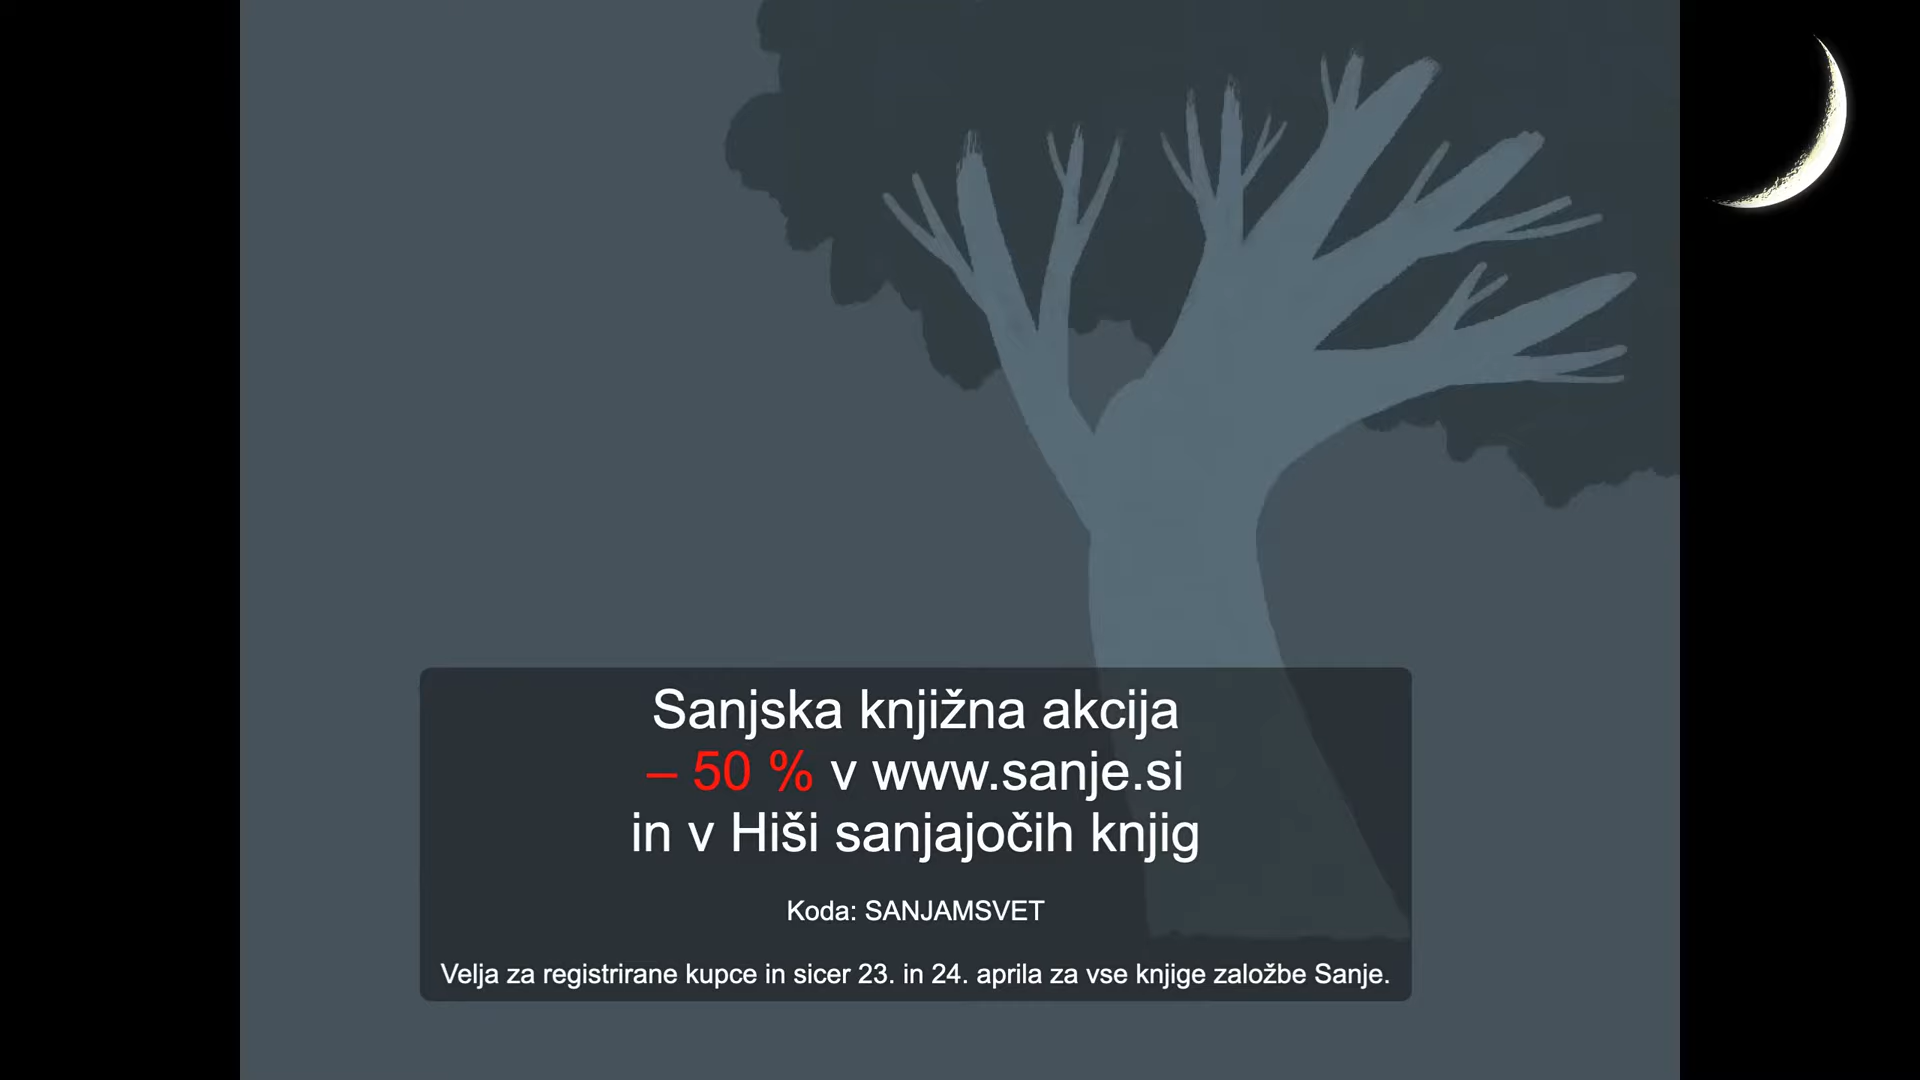 Sanjska knjižna akcija
– 50 % v www.sanje.si
in v Hiši sanjajočih knjig
Koda: SANJAMSVET
Velja za registrirane kupce in sicer 23. in 24. aprila za vse knjige založbe Sanje.